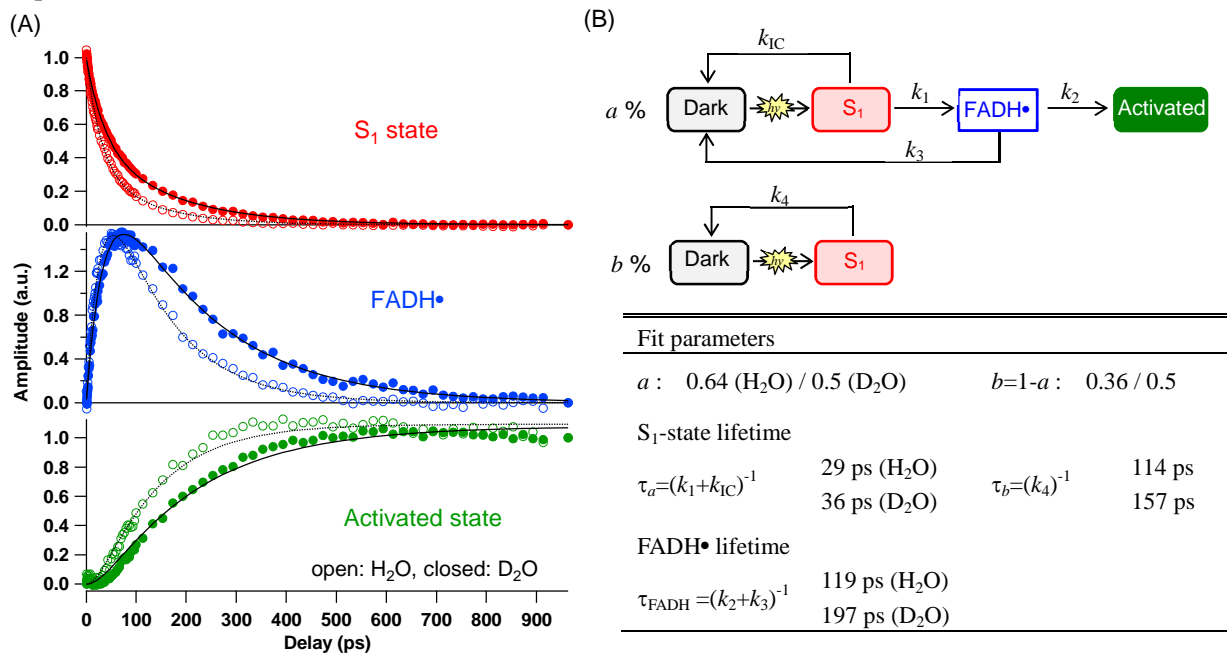 (A)
1.0
0.8
0.6
0.4
0.2
0.0
S₁ state
1.2
0.8
0.4
0.0
FADH•
Amplitude (a.u.)
1.0
0.8
0.6
0.4
0.2
0.0
Activated state
open: H₂O, closed: D₂O
0 100 200 300 400 500 600 700 800 900
Delay (ps)
(B)
k_IC
a % Dark hν S₁ k₁ FADH• k₂ Activated
k₃
k₄
b % Dark hν S₁
Fit parameters
a : 0.64 (H₂O) / 0.5 (D₂O) b=1-a : 0.36 / 0.5
S₁-state lifetime
τₐ=(k₁+k_IC)⁻¹ 29 ps (H₂O) τ_b=(k₄)⁻¹ 114 ps
36 ps (D₂O) 157 ps
FADH• lifetime
τ_FADH =(k₂+k₃)⁻¹ 119 ps (H₂O)
197 ps (D₂O)